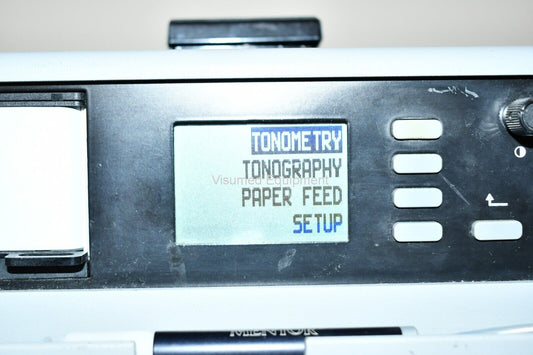 TONOMETRY
TONOGRAPHY
Visumed Equipment
PAPER FEED
SETUP
MENTOR